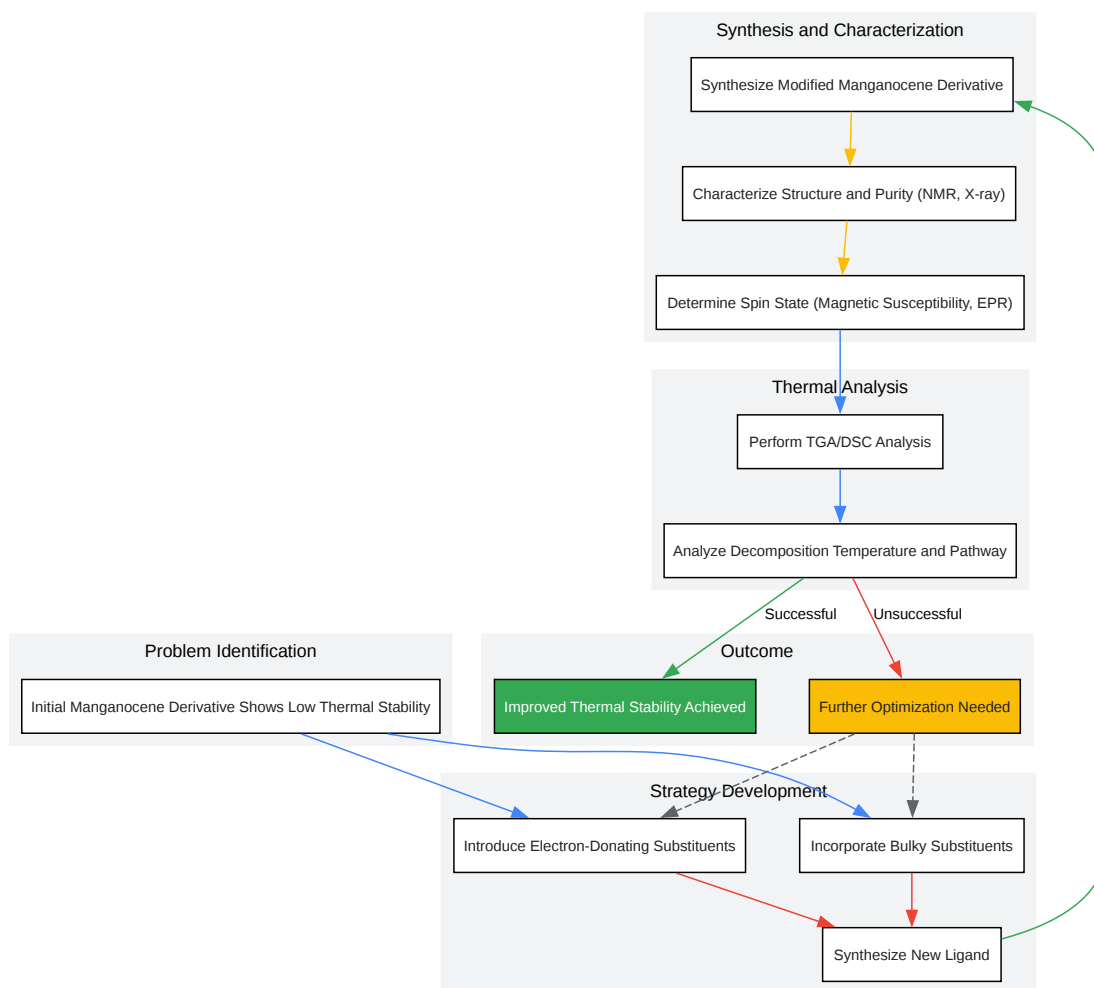 Synthesis and Characterization
Synthesize Modified Manganocene Derivative
Characterize Structure and Purity (NMR, X-ray)
Determine Spin State (Magnetic Susceptibility, EPR)
Thermal Analysis
Perform TGA/DSC Analysis
Analyze Decomposition Temperature and Pathway
Successful
Unsuccessful
Problem Identification
Initial Manganocene Derivative Shows Low Thermal Stability
Outcome
Improved Thermal Stability Achieved
Further Optimization Needed
Strategy Development
Introduce Electron-Donating Substituents
Incorporate Bulky Substituents
Synthesize New Ligand